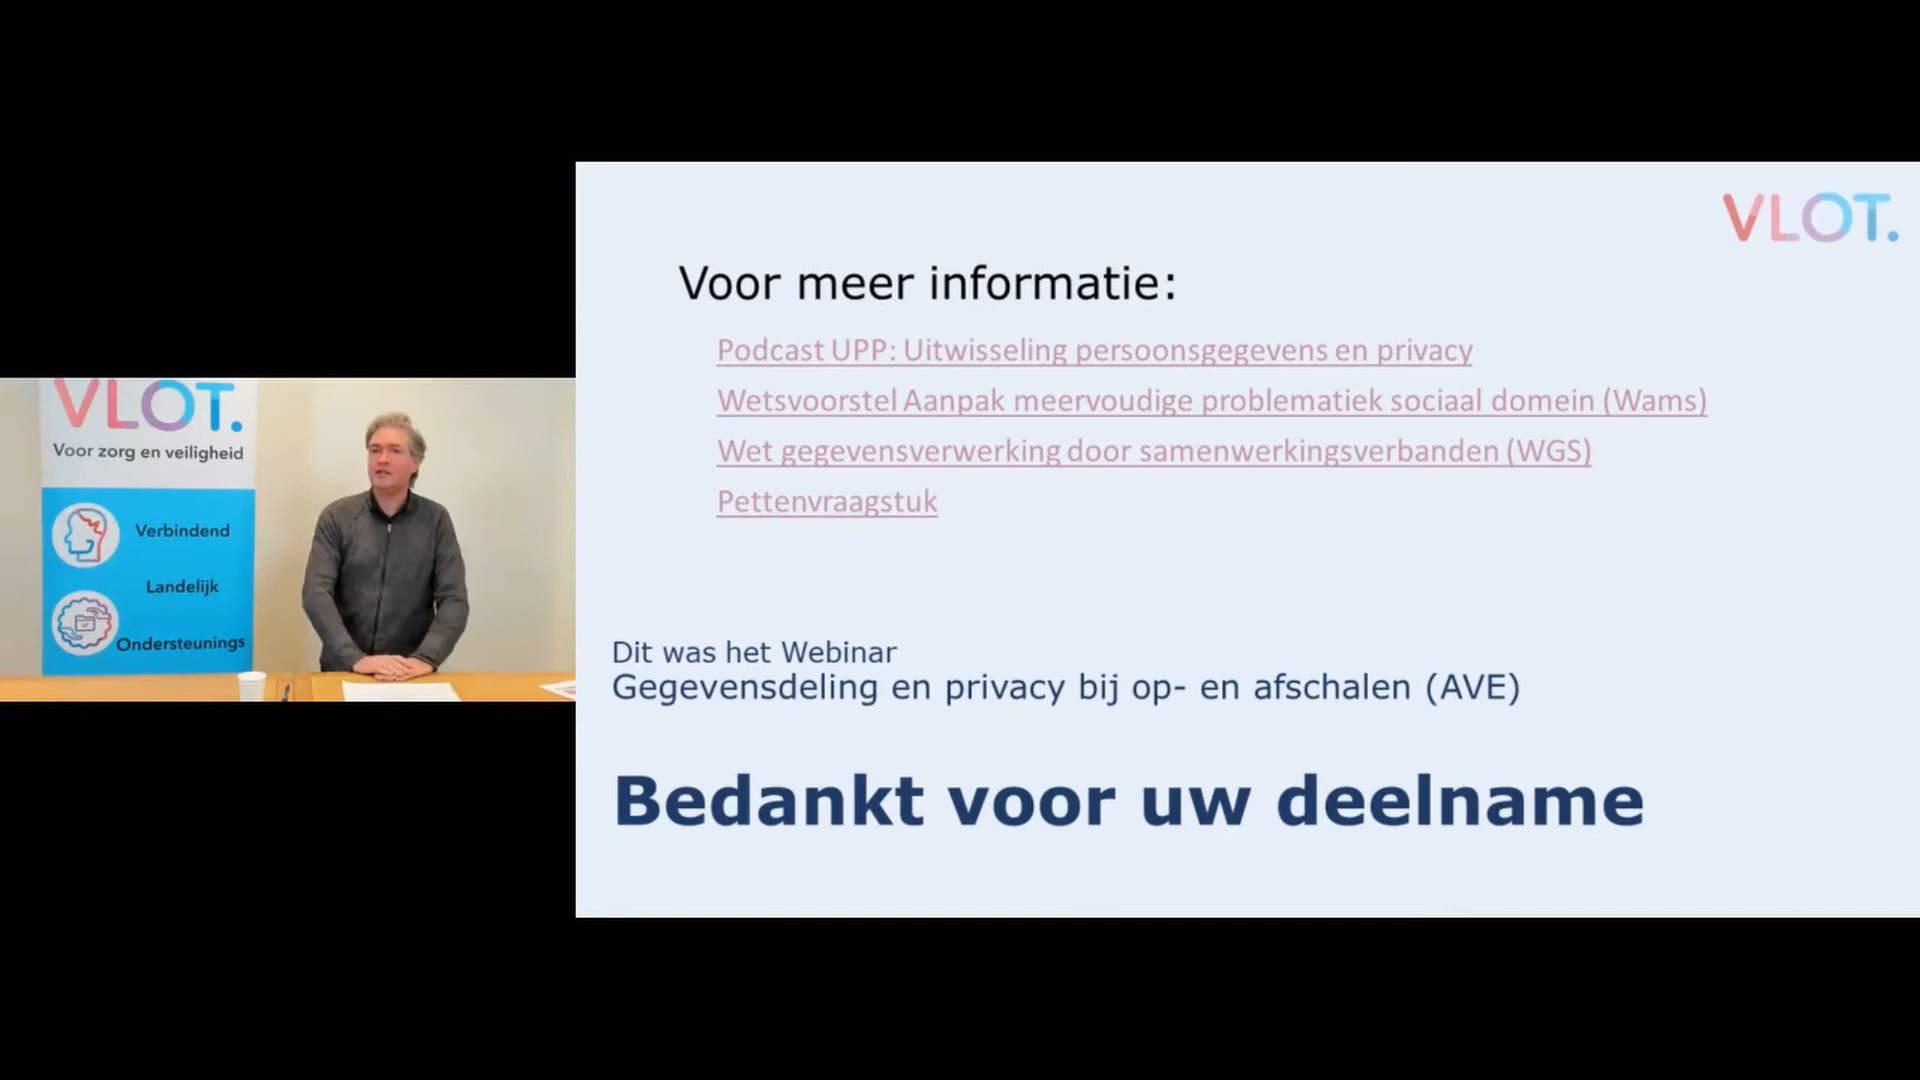 VLOT.
Voor zorg en veiligheid
Verbindend
Landelijk
Ondersteunings
VLOT.
Voor meer informatie:
Podcast UPP: Uitwisseling persoonsgegevens en privacy
Wetsvoorstel Aanpak meervoudige problematiek sociaal domein (Wams)
Wet gegevensverwerking door samenwerkingsverbanden (WGS)
Pettenvraagstuk
Dit was het Webinar
Gegevensdeling en privacy bij op- en afschalen (AVE)
Bedankt voor uw deelname